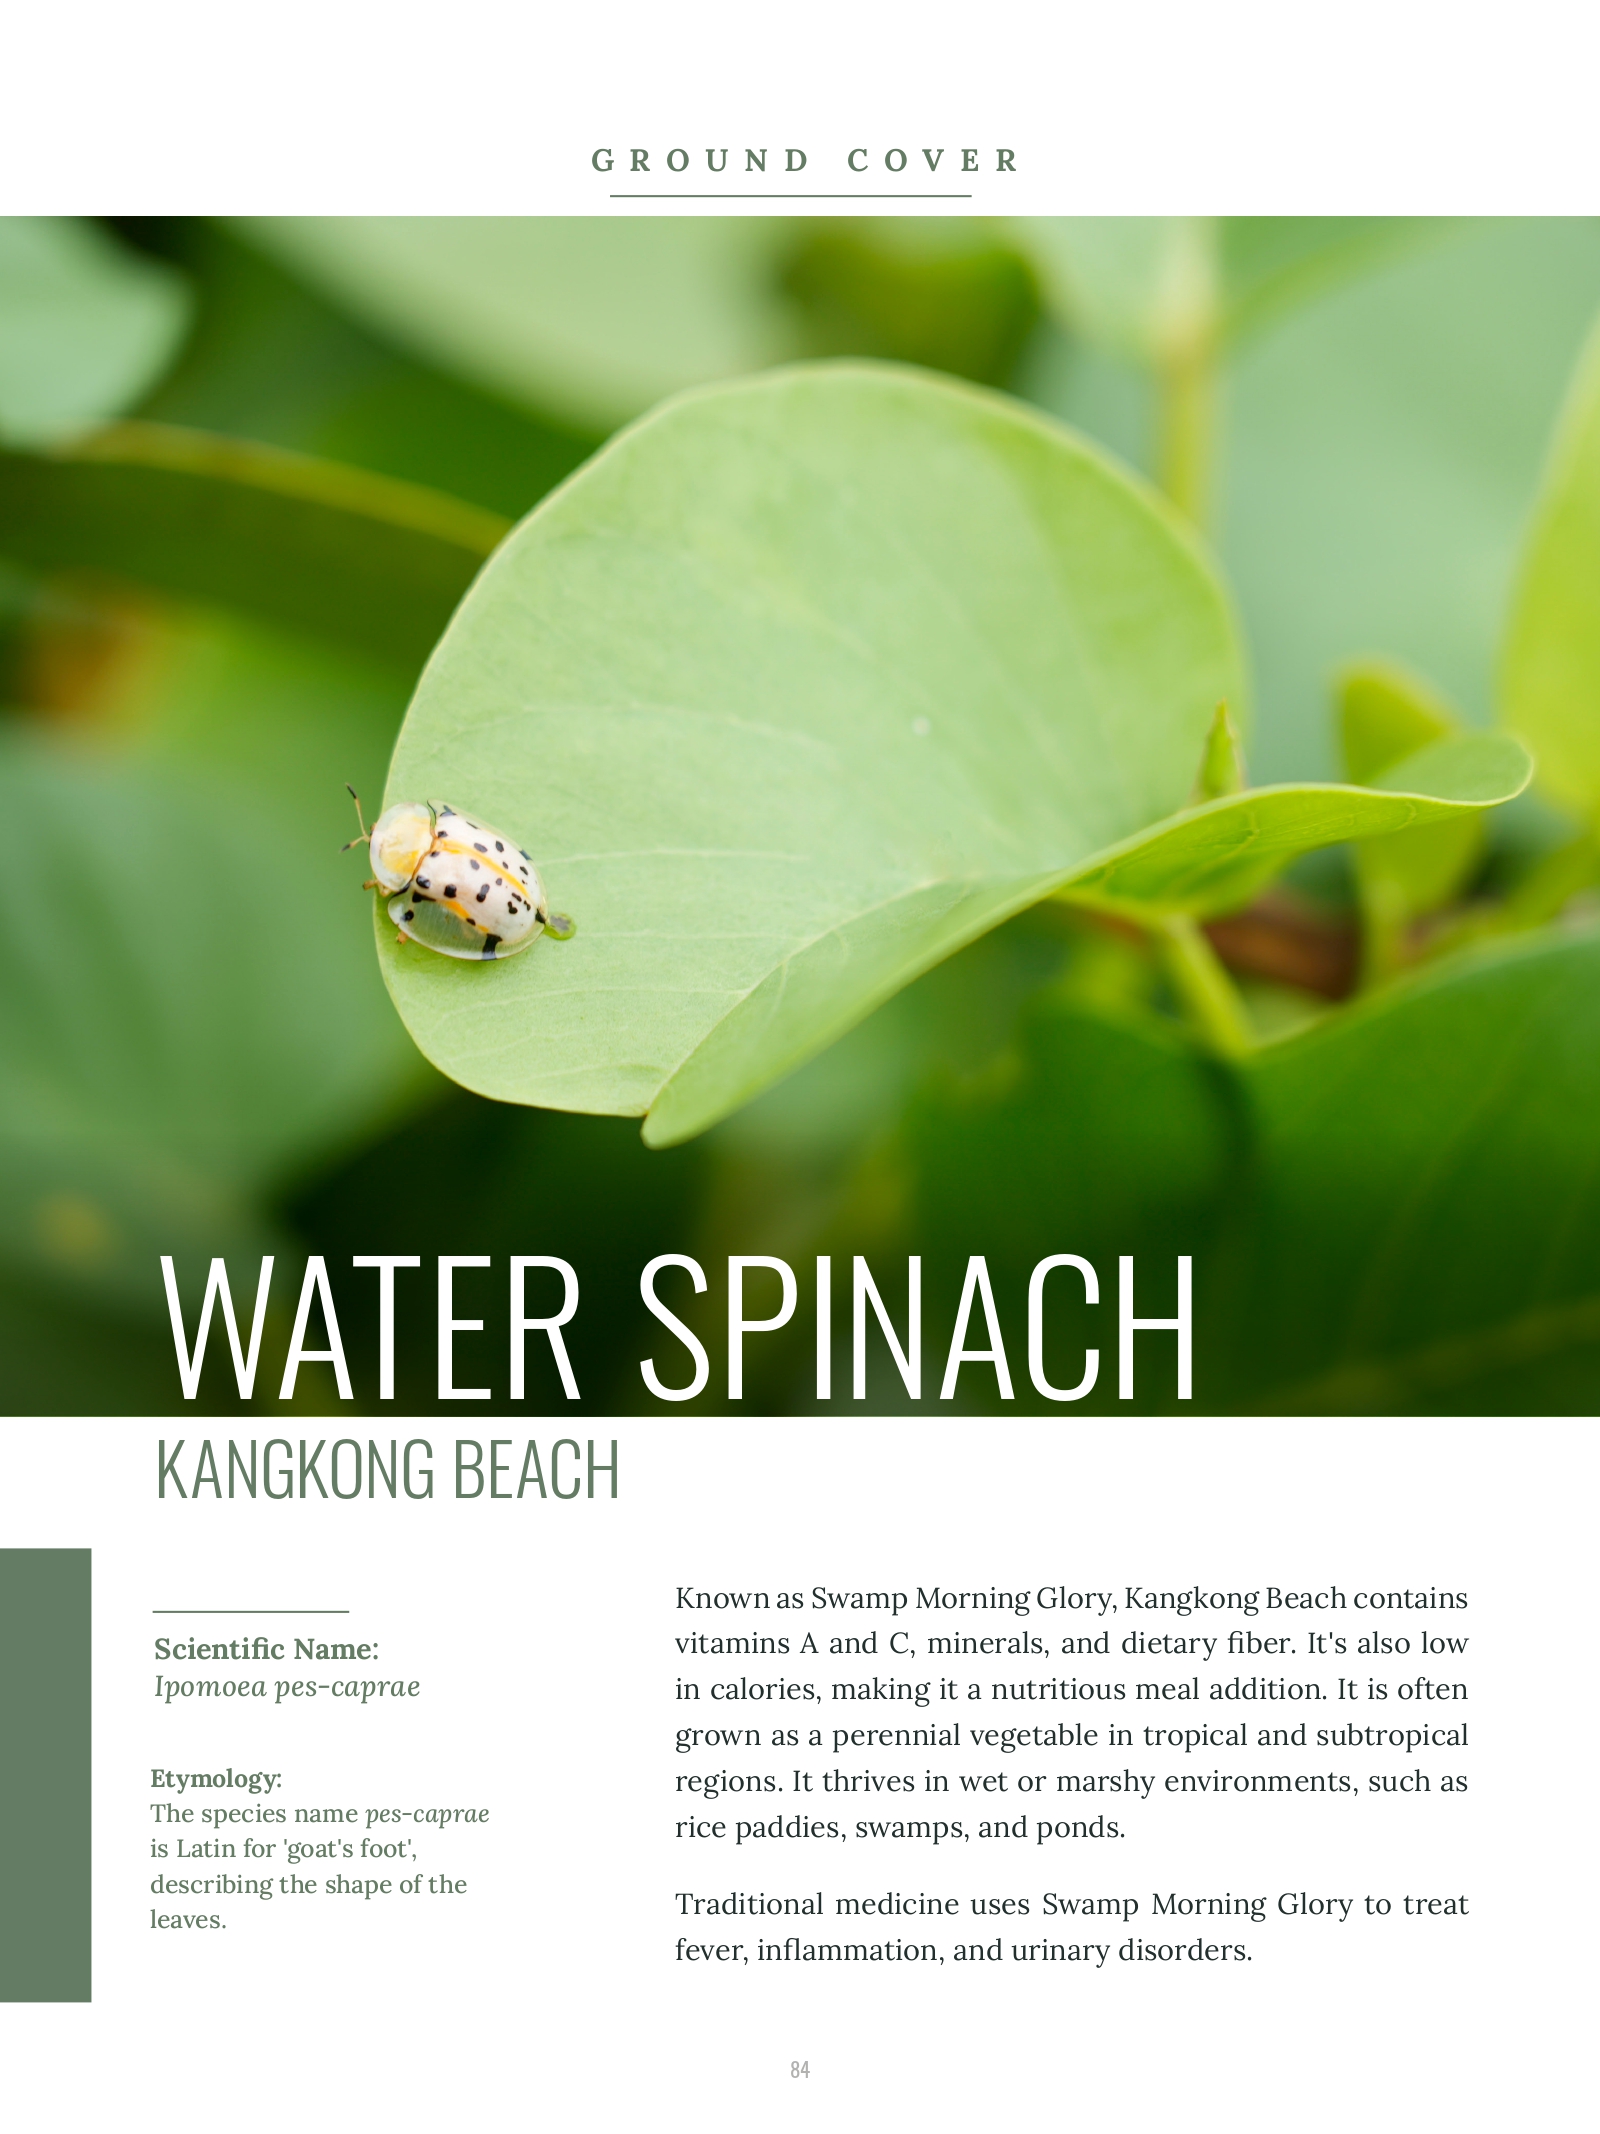 GROUND COVER
WATER SPINACH
KANGKONG BEACH
Scientific Name:
Ipomoea pes-caprae
Etymology:
The species name pes-caprae
is Latin for 'goat's foot',
describing the shape of the
leaves.
Known as Swamp Morning Glory, Kangkong Beach contains
vitamins A and C, minerals, and dietary fiber. It's also low
in calories, making it a nutritious meal addition. It is often
grown as a perennial vegetable in tropical and subtropical
regions. It thrives in wet or marshy environments, such as
rice paddies, swamps, and ponds.
Traditional medicine uses Swamp Morning Glory to treat
fever, inflammation, and urinary disorders.
84